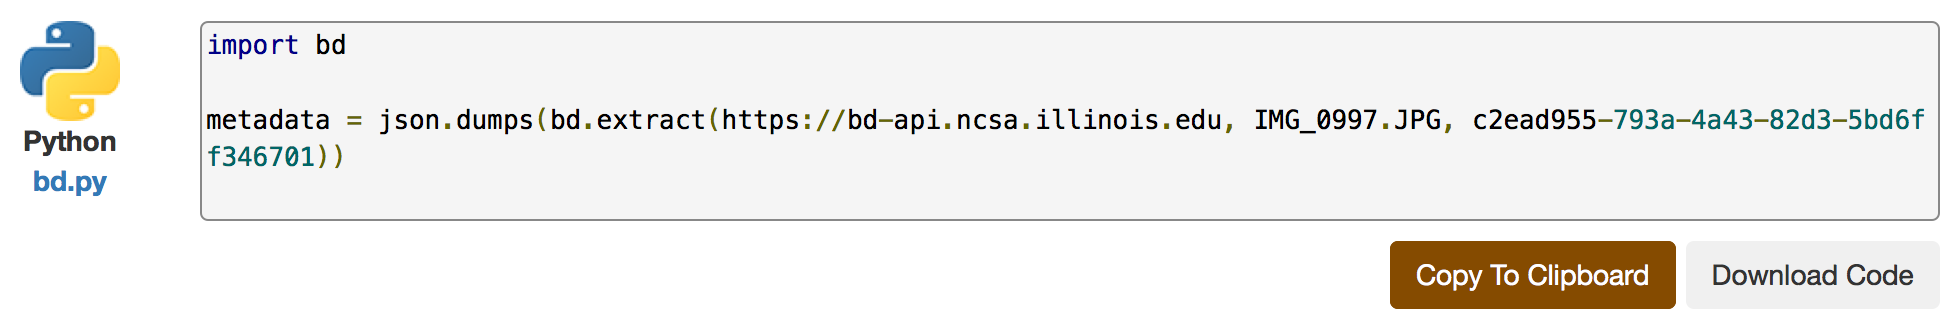 import bd
metadata = json.dumps(bd.extract(https://bd-api.ncsa.illinois.edu, IMG_0997.JPG, c2ead955-793a-4a43-82d3-5bd6f
f346701))
Python
bd.py
Copy To Clipboard
Download Code